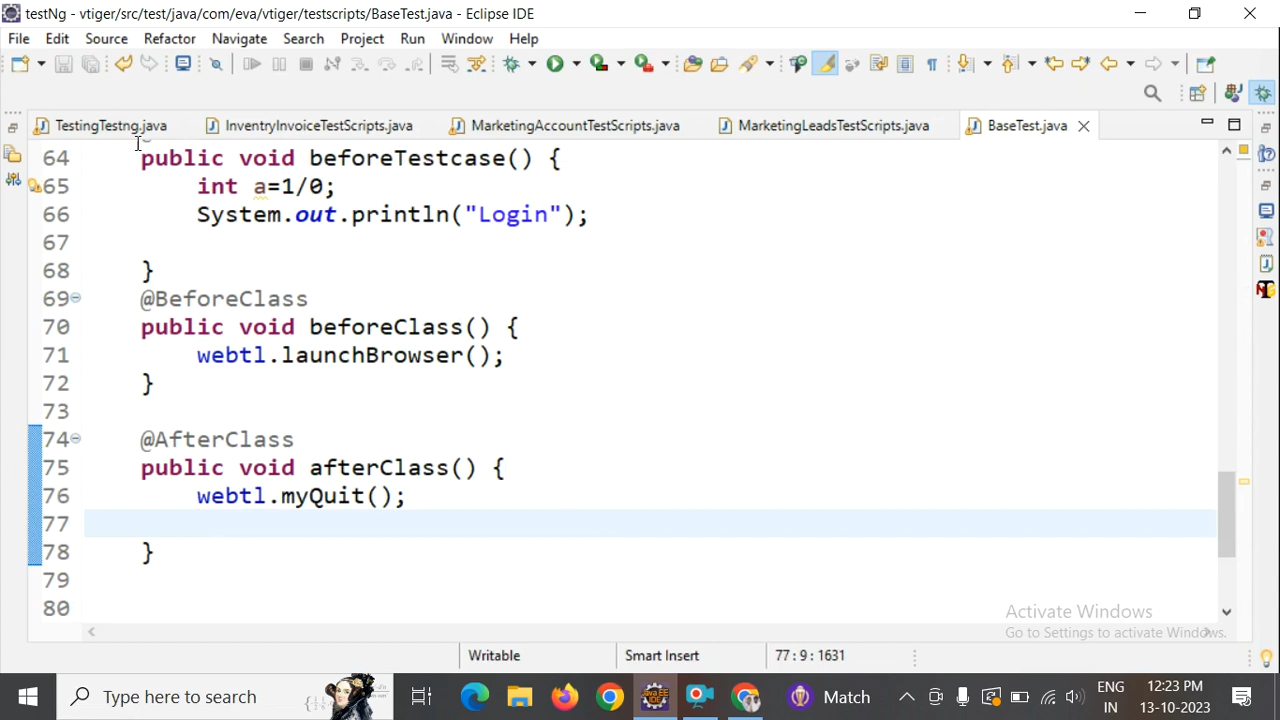 testNg - vtiger/src/test/java/com/eva/vtiger/testscripts/BaseTest.java - Eclipse IDE
File Edit Source Refactor Navigate Search Project Run Window Help
TestingTestng.java InventryInvoiceTestScripts.java MarketingAccountTestScripts.java MarketingLeadsTestScripts.java BaseTest.java
64 public void beforeTestcase() {
65 int a=1/0;
66 System.out.println("Login");
67
68 }
69 @BeforeClass
70 public void beforeClass() {
71 webtl.launchBrowser();
72 }
73
74 @AfterClass
75 public void afterClass() {
76 webtl.myQuit();
77
78 }
79
80
Activate Windows
Go to Settings to activate Windows.
Writable Smart Insert 77 : 9 : 1631
Type here to search Match ENG 12:23 PM
IN 13-10-2023